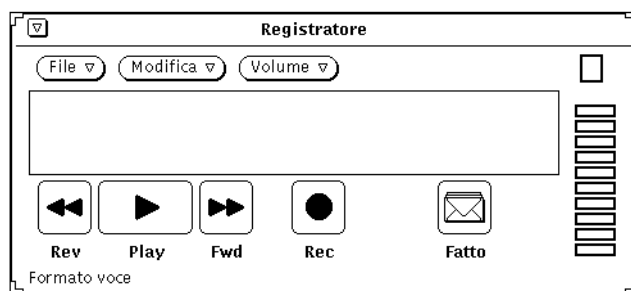 Registratore
File Modifica Volume
Rev Play Fwd Rec Fatto
Formato voce